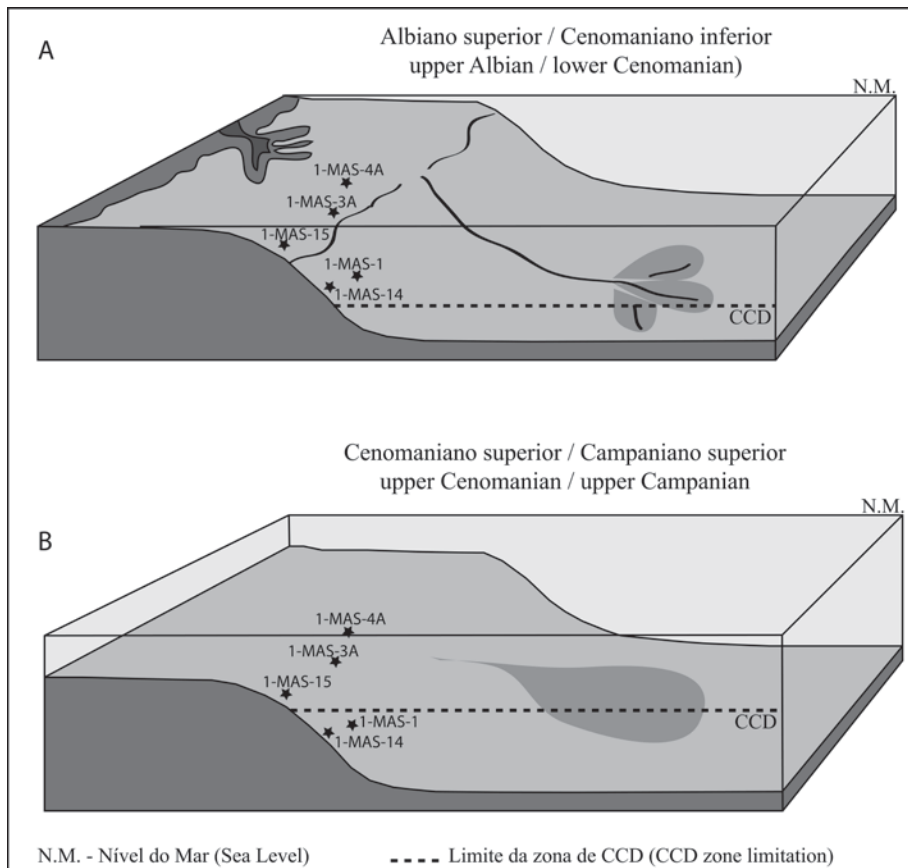 A
Albiano superior / Cenomaniano inferior
upper Albian / lower Cenomanian)
N.M.
1-MAS-4A
1-MAS-3A
1-MAS-15
1-MAS-1
1-MAS-14
CCD
Cenomaniano superior / Campaniano superior
upper Cenomanian / upper Campanian
N.M.
B
1-MAS-4A
1-MAS-3A
1-MAS-15
1-MAS-1
CCD
1-MAS-14
N.M. - Nível do Mar (Sea Level)
Limite da zona de CCD (CCD zone limitation)